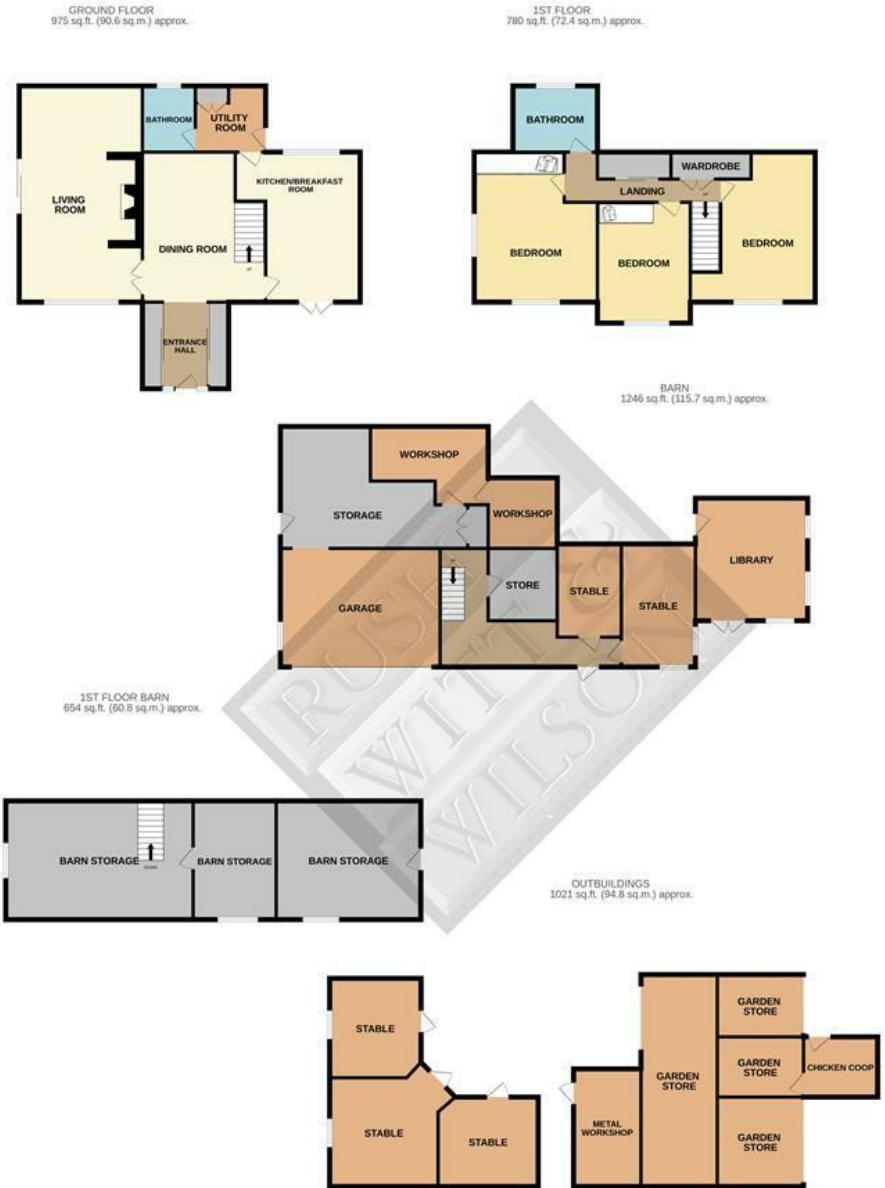 GROUND FLOOR
975 sq.ft. (90.6 sq.m.) approx.
1ST FLOOR
780 sq.ft. (72.4 sq.m.) approx.
BATHROOM
UTILITY
ROOM
KITCHEN/BREAKFAST
ROOM
LIVING
ROOM
DINING ROOM
UP
ENTRANCE
HALL
BATHROOM
WARDROBE
LANDING
BEDROOM
BEDROOM
BEDROOM
BARN
1246 sq.ft. (115.7 sq.m.) approx.
WORKSHOP
STORAGE
WORKSHOP
LIBRARY
STORE
STABLE
STABLE
GARAGE
RUSH
WITT &
WILSON
1ST FLOOR BARN
654 sq.ft. (60.8 sq.m.) approx.
BARN STORAGE
BARN STORAGE
BARN STORAGE
OUTBUILDINGS
1021 sq.ft. (94.8 sq.m.) approx.
STABLE
STABLE
STABLE
GARDEN
STORE
GARDEN
STORE
CHICKEN COOP
GARDEN
STORE
METAL
WORKSHOP
GARDEN
STORE